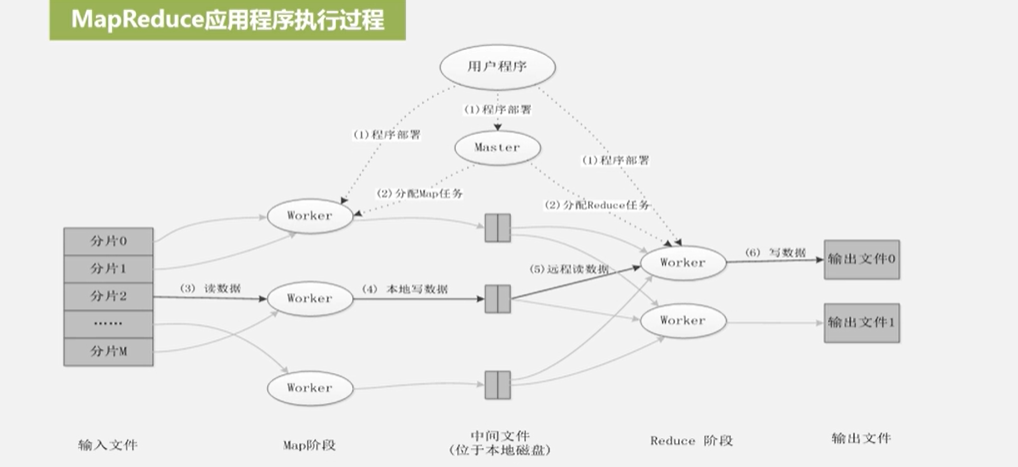 MapReduce应用程序执行过程
用户程序
(1)程序部署
(1)程序部署
Master
(1)程序部署
(2)分配Map任务
(2)分配Reduce任务
Worker
分片0
分片1
分片2
……
分片M
(3) 读数据
Worker
(4) 本地写数据
(5)远程读数据
Worker
(6) 写数据
输出文件0
Worker
输出文件1
Worker
输入文件
Map阶段
中间文件
(位于本地磁盘)
Reduce 阶段
输出文件